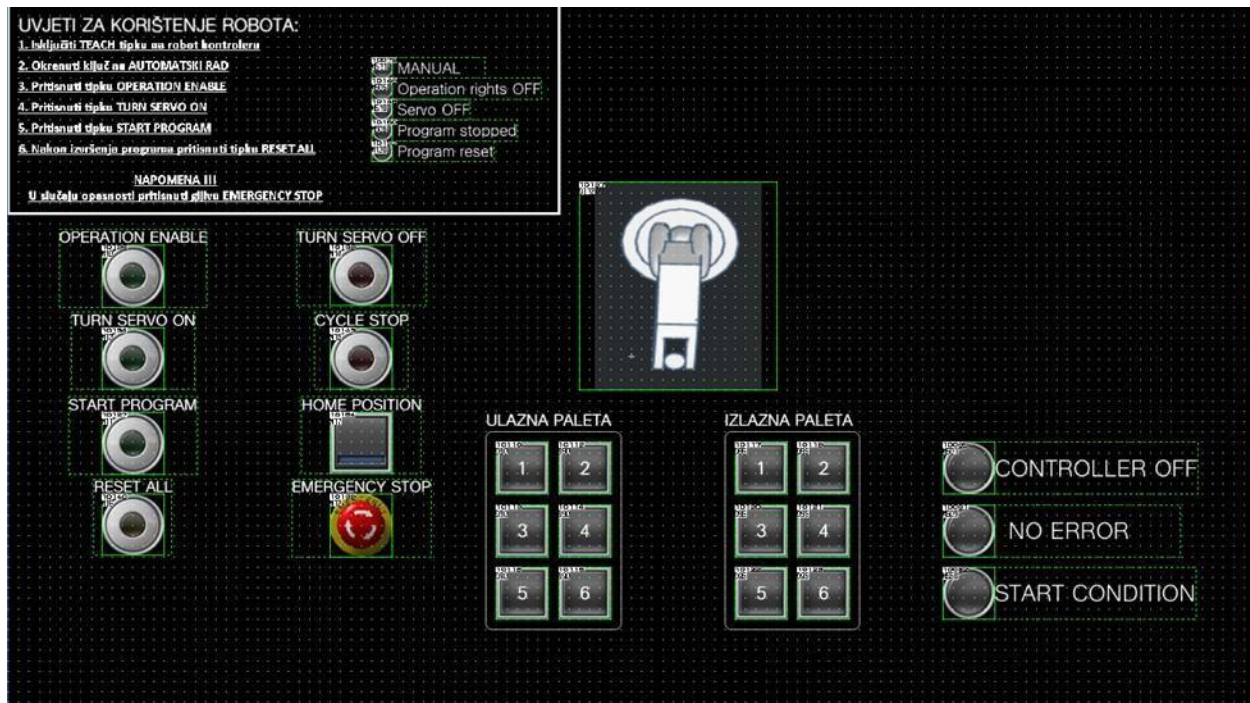 UVJETI ZA KORIŠTENJE ROBOTA:
1. Isključiti TEACH tipku na robot kontroleru
2. Okrenuti ključ na AUTOMATSKI RAD
3. Pritisnuti tipku OPERATION ENABLE
4. Pritisnuti tipku TURN SERVO ON
5. Pritisnuti tipku START PROGRAM
6. Nakon izvršenja programa pritisnuti tipku RESET ALL
NAPOMENA !!!
U slučaju opasnosti pritisnuti gljivu EMERGENCY STOP
MANUAL
Operation rights OFF
Servo OFF
Program stopped
Program reset
OPERATION ENABLE
TURN SERVO OFF
TURN SERVO ON
CYCLE STOP
START PROGRAM
HOME POSITION
RESET ALL
EMERGENCY STOP
ULAZNA PALETA
1 2
3 4
5 6
IZLAZNA PALETA
1 2
3 4
5 6
CONTROLLER OFF
NO ERROR
START CONDITION